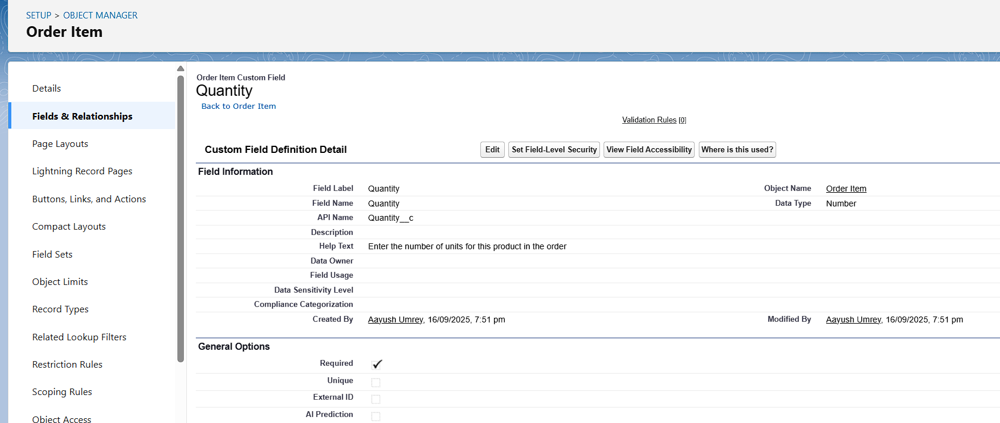 SETUP > OBJECT MANAGER
Order Item
Details
Fields & Relationships
Page Layouts
Lightning Record Pages
Buttons, Links, and Actions
Compact Layouts
Field Sets
Object Limits
Record Types
Related Lookup Filters
Restriction Rules
Scoping Rules
Object Access
Order Item Custom Field
Quantity
Back to Order Item
Validation Rules [0]
Custom Field Definition Detail Edit Set Field-Level Security View Field Accessibility Where is this used?
Field Information
Field Label Quantity Object Name Order Item
Field Name Quantity Data Type Number
API Name Quantity__c
Description
Help Text Enter the number of units for this product in the order
Data Owner
Field Usage
Data Sensitivity Level
Compliance Categorization
Created By Aayush Umrey, 16/09/2025, 7:51 pm Modified By Aayush Umrey, 16/09/2025, 7:51 pm
General Options
Required
Unique
External ID
AI Prediction